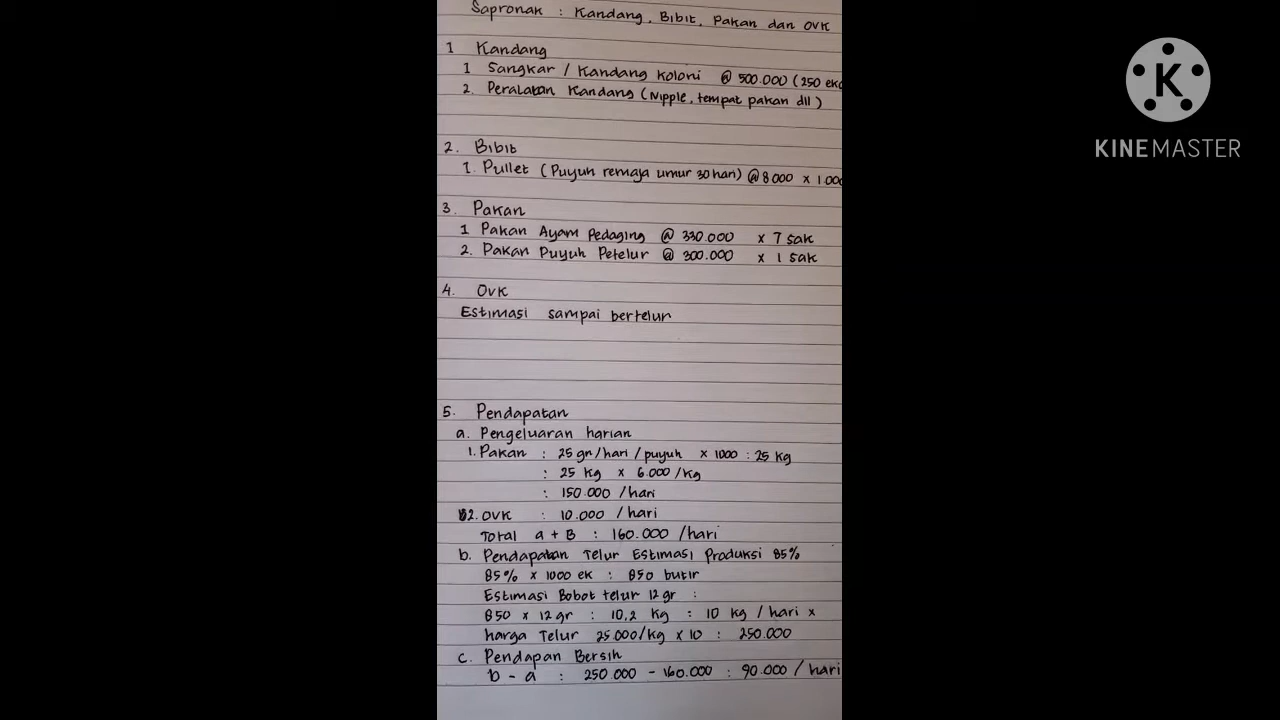 Sapronak : Kandang, Bibit, Pakan dan OVK
1 Kandang
1 Sangkar / Kandang Koloni @ 500.000 (250 eko
2. Peralatan Kandang (Nipple, tempat pakan dll)
2. Bibit
1. Pullet (Puyuh remaja umur 30 hari) @ 8.000 x 1.000
3. Pakan
1 Pakan Ayam Pedaging @ 330.000 x 7 sak
2. Pakan Puyuh Petelur @ 300.000 x 1 sak
4. OVK
Estimasi sampai bertelur
5. Pendapatan
a. Pengeluaran harian
1. Pakan : 25 gr/hari/puyuh x 1000 : 25 kg
: 25 kg x 6.000/kg
: 150.000 /hari
2. OVK : 10.000 /hari
Total a + B : 160.000 /hari
b. Pendapatan Telur Estimasi Produksi 85%
85% x 1000 ek : 850 butir
Estimasi Bobot telur 12 gr :
850 x 12 gr : 10,2 kg : 10 kg / hari x
harga Telur 25.000/kg x 10 : 250.000
c. Pendapan Bersih
b - a : 250 000 - 160.000 : 90.000 / hari
K
KINEMASTER